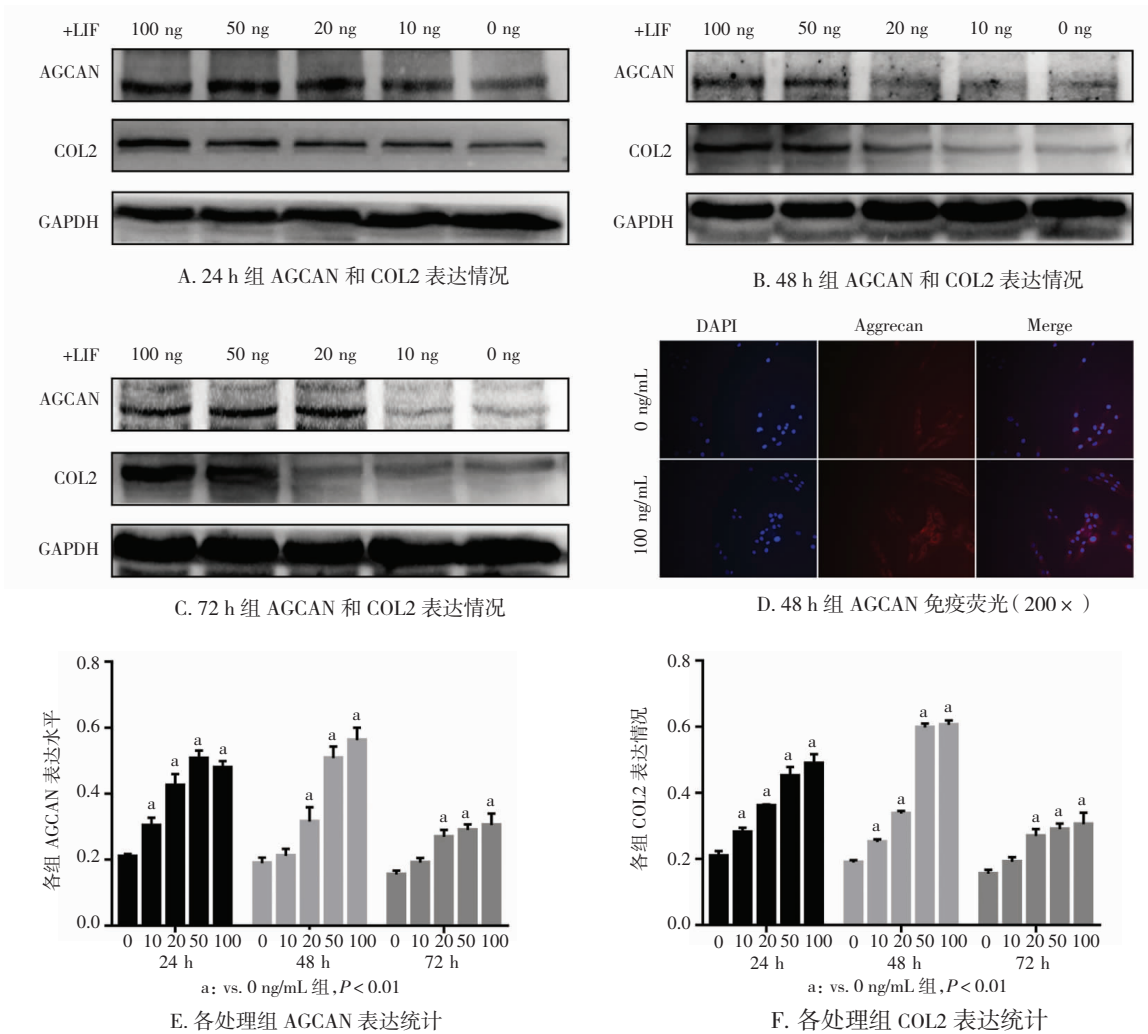 +LIF 100 ng 50 ng 20 ng 10 ng 0 ng
AGCAN
COL2
GAPDH
A. 24 h 组 AGCAN 和 COL2 表达情况
+LIF 100 ng 50 ng 20 ng 10 ng 0 ng
AGCAN
COL2
GAPDH
B. 48 h 组 AGCAN 和 COL2 表达情况
+LIF 100 ng 50 ng 20 ng 10 ng 0 ng
AGCAN
COL2
GAPDH
C. 72 h 组 AGCAN 和 COL2 表达情况
DAPI Aggrecan Merge
0 ng/mL
100 ng/mL
D. 48 h 组 AGCAN 免疫荧光(200×)
各组 AGCAN 表达水平
0.8
0.6
0.4
0.2
0.0
a a a a a a a a a a
0 10 20 50 100 0 10 20 50 100 0 10 20 50 100
24 h 48 h 72 h
a: vs. 0 ng/mL 组,P<0.01
E. 各处理组 AGCAN 表达统计
各组 COL2 表达情况
0.8
0.6
0.4
0.2
0.0
a a a a a a a a a a a
0 10 20 50 100 0 10 20 50 100 0 10 20 50 100
24 h 48 h 72 h
a: vs. 0 ng/mL 组,P<0.01
F. 各处理组 COL2 表达统计